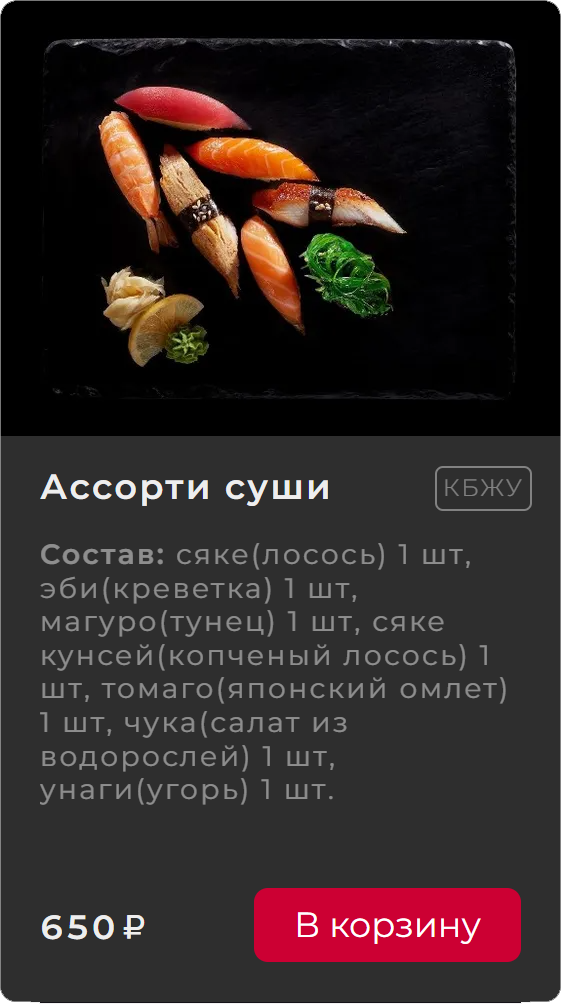 Ассорти суши
КБЖУ
Состав: сяке(лосось) 1 шт,
эби(креветка) 1 шт,
магуро(тунец) 1 шт, сяке
кунсей(копченый лосось) 1
шт, томаго(японский омлет)
1 шт, чука(салат из
водорослей) 1 шт,
унаги(угорь) 1 шт.
650₽
В корзину